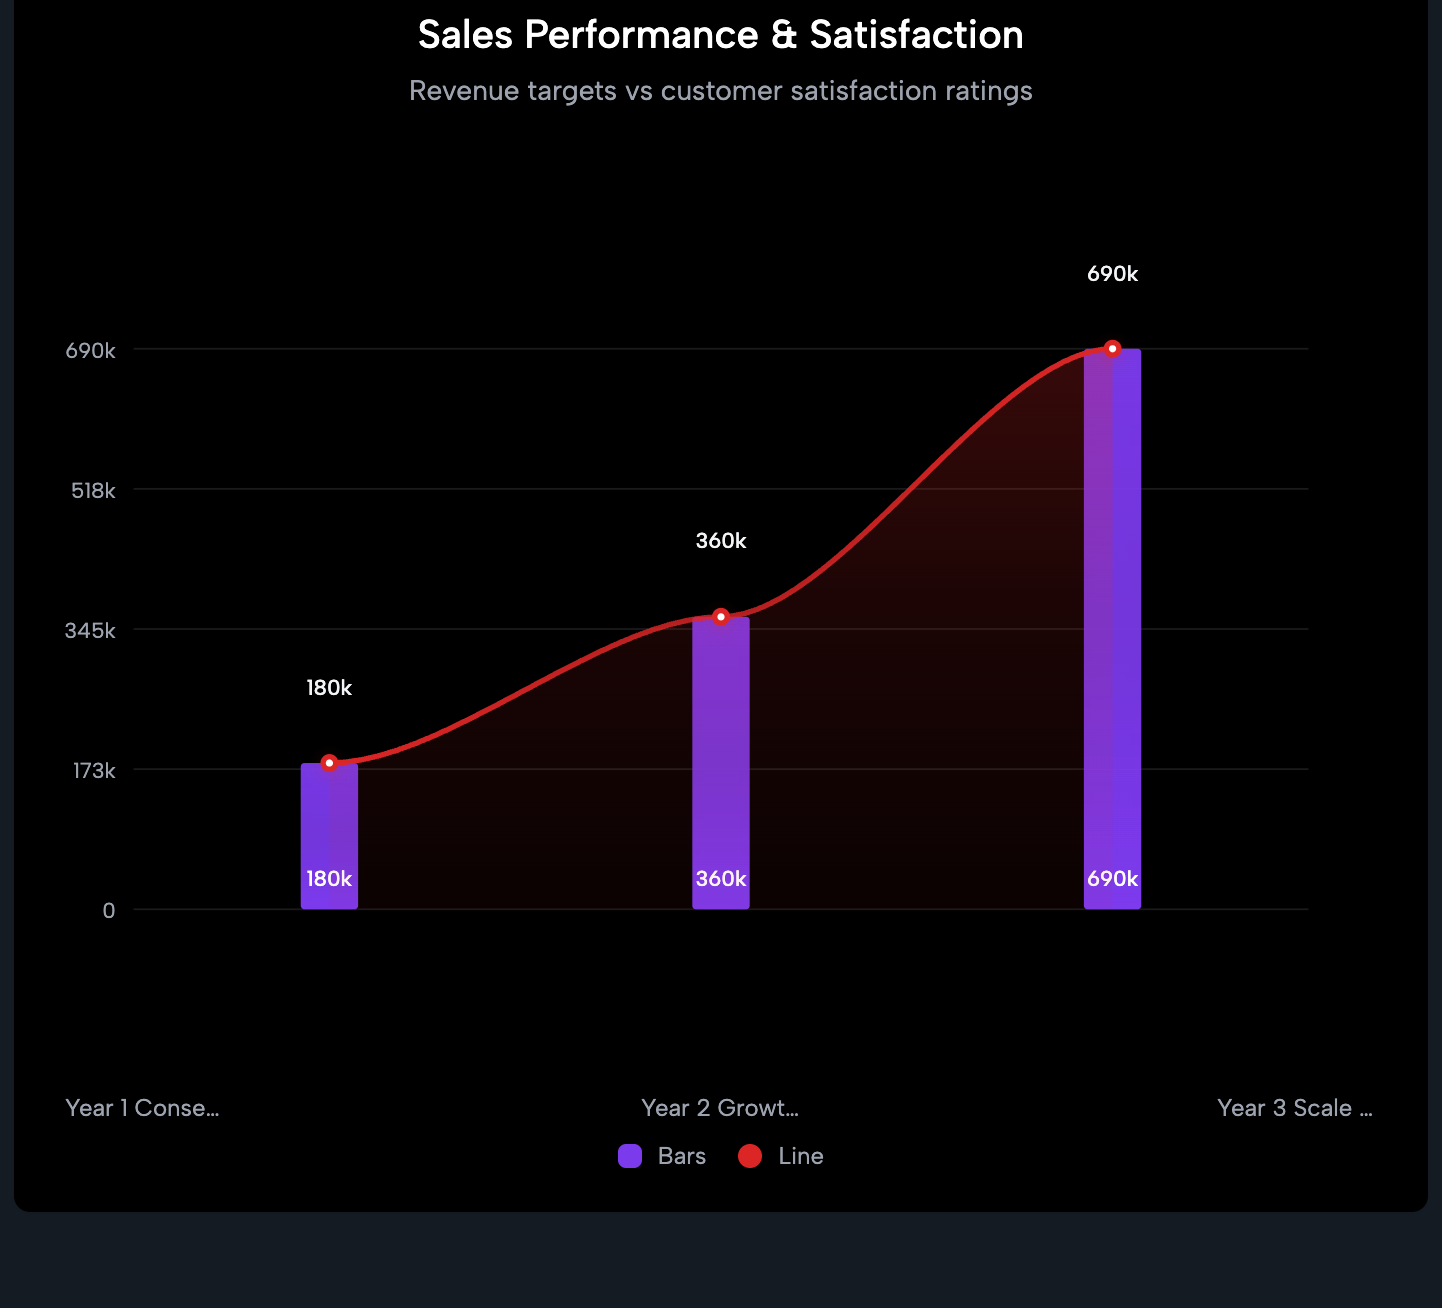 Sales Performance & Satisfaction
Revenue targets vs customer satisfaction ratings
690k
690k
518k
360k
345k
180k
173k
180k
360k
690k
0
Year 1 Conse...
Year 2 Growt...
Year 3 Scale ...
Bars
Line